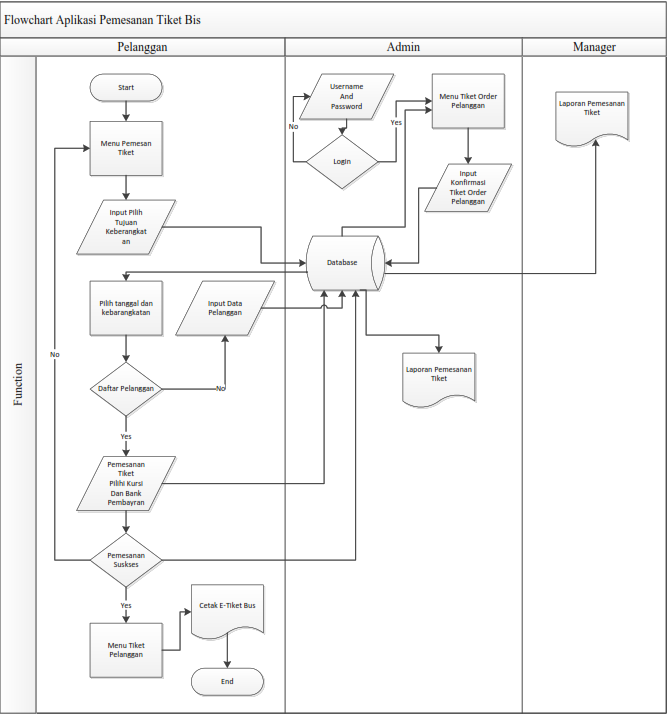 Flowchart Aplikasi Pemesanan Tiket Bis
Pelanggan
Admin
Manager
Function
Start
Menu Pemesan
Tiket
Input Pilih
Tujuan
Keberangkat
an
Pilih tanggal dan
kebarangkatan
Input Data
Pelanggan
Daftar Pelanggan
No
Yes
Pemesanan
Tiket
Pilihi Kursi
Dan Bank
Pembayran
Pemesanan
Suskses
No
Yes
Menu Tiket
Pelanggan
Cetak E-Tiket Bus
End
Username
And
Password
No
Login
Yes
Menu Tiket Order
Pelanggan
Input
Konfirmasi
Tiket Order
Pelanggan
Database
Laporan Pemesanan
Tiket
Laporan Pemesanan
Tiket